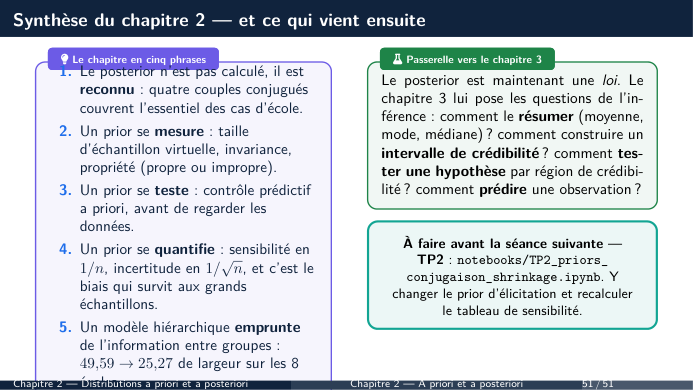 Synthèse du chapitre 2 — et ce qui vient ensuite
Le chapitre en cinq phrases
1. Le posterior n'est pas calculé, il est
reconnu : quatre couples conjugués
couvrent l'essentiel des cas d'école.
2. Un prior se mesure : taille
d'échantillon virtuelle, invariance,
propriété (propre ou impropre).
3. Un prior se teste : contrôle prédictif
a priori, avant de regarder les
données.
4. Un prior se quantifie : sensibilité en
1/n, incertitude en 1/√n, et c'est le
biais qui survit aux grands
échantillons.
5. Un modèle hiérarchique emprunte
de l'information entre groupes :
49,59 → 25,27 de largeur sur les 8
Passerelle vers le chapitre 3
Le posterior est maintenant une loi. Le
chapitre 3 lui pose les questions de l'in-
férence : comment le résumer (moyenne,
mode, médiane) ? comment construire un
intervalle de crédibilité ? comment tes-
ter une hypothèse par région de crédibi-
lité ? comment prédire une observation ?
À faire avant la séance suivante —
TP2 : notebooks/TP2_priors_
conjugaison_shrinkage.ipynb. Y
changer le prior d'élicitation et recalculer
le tableau de sensibilité.
Chapitre 2 — Distributions a priori et a posteriori
Chapitre 2 — A priori et a posteriori
51 / 51